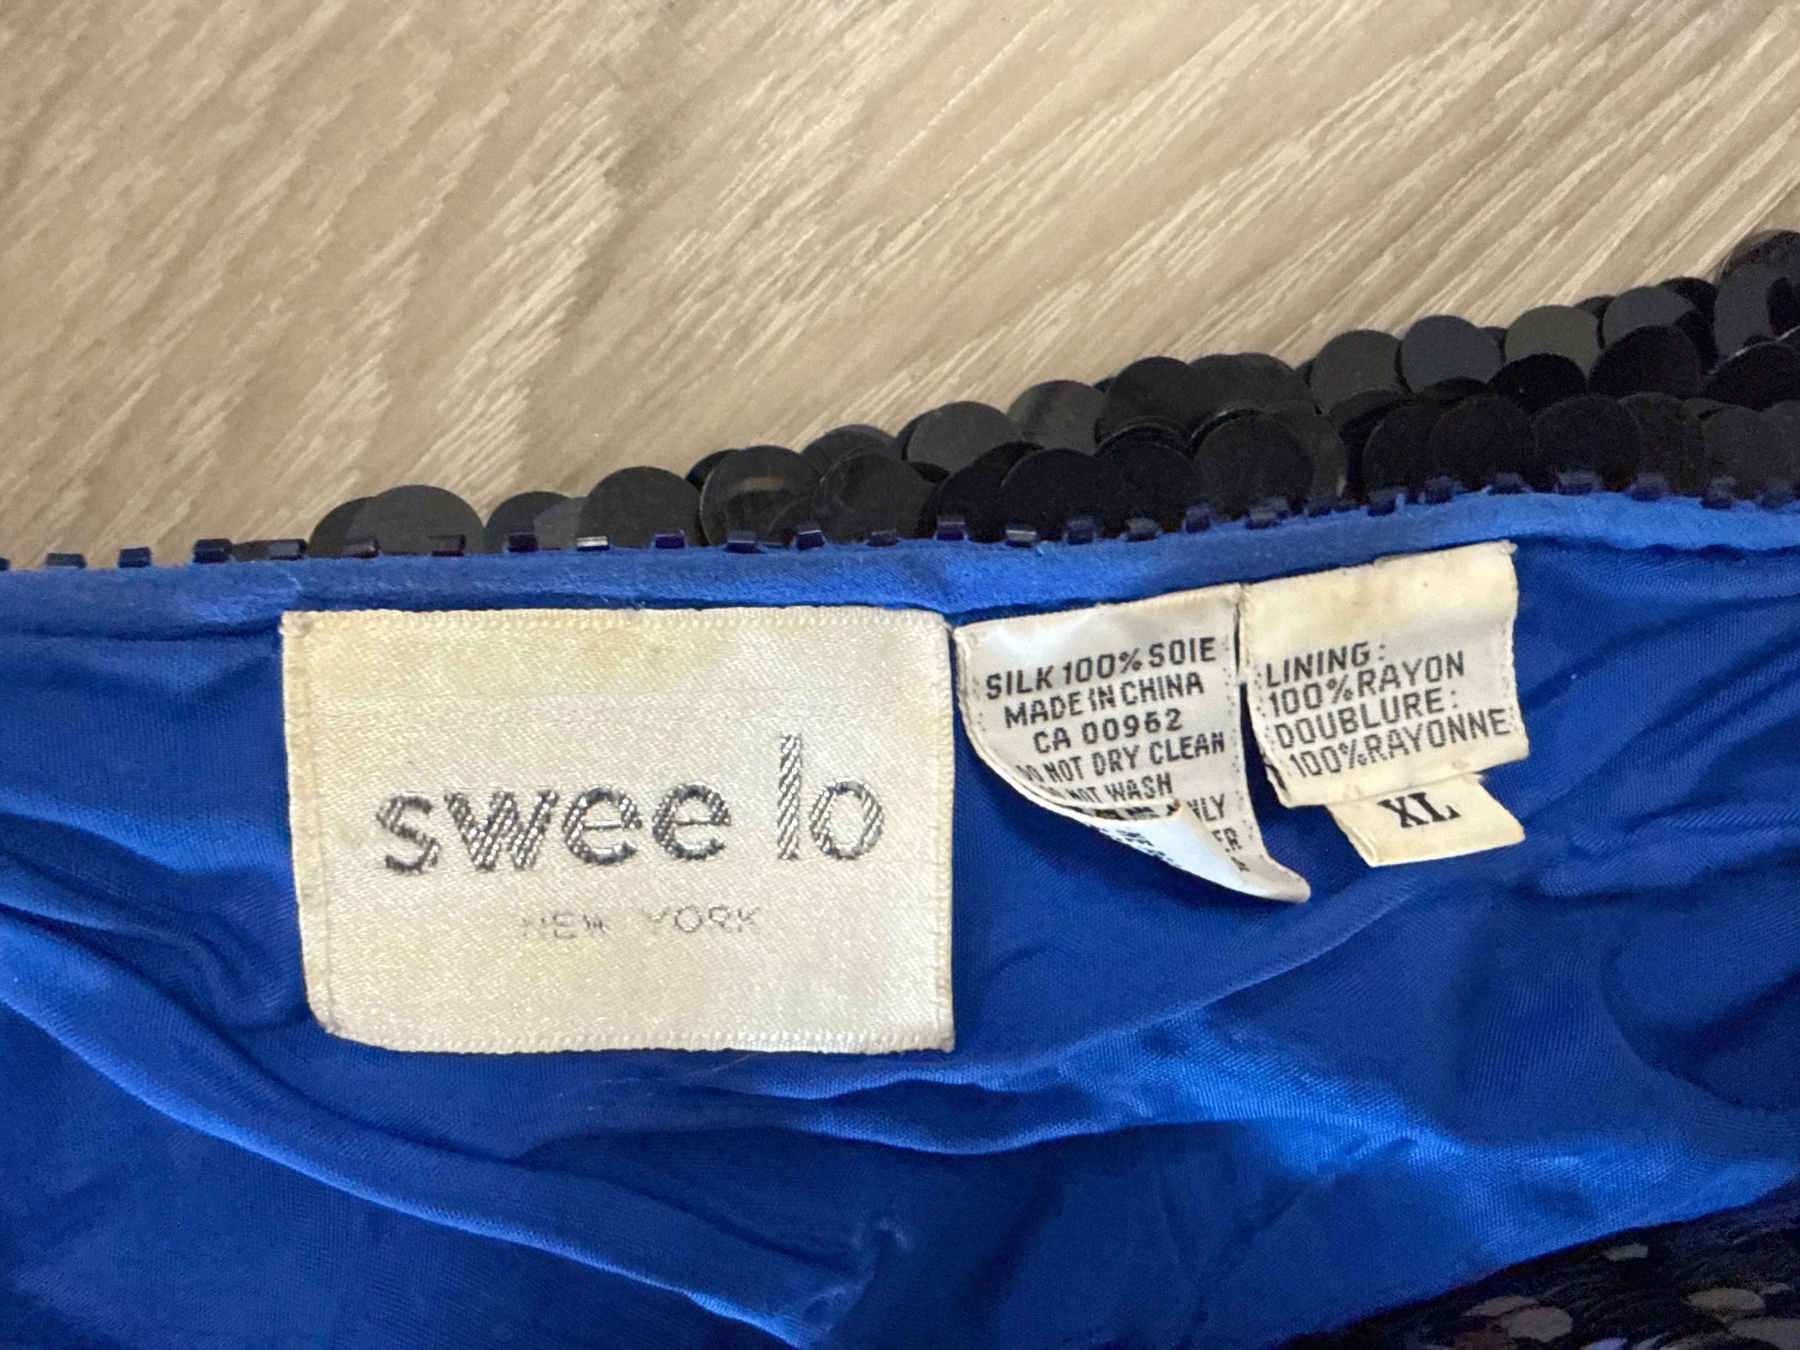 swee lo
NEW YORK
SILK 100% SOIE
MADE IN CHINA
CA 00962
DO NOT DRY CLEAN
NOT WASH
LINING:
100% RAYON
DOUBLURE:
100% RAYONNE
XL